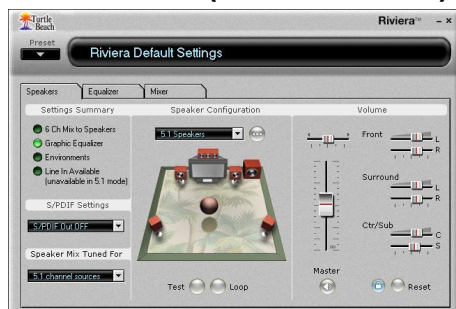 Turtle
Beach
Riviera™
Preset
Riviera Default Settings
Speakers
Equalizer
Mixer
Settings Summary
6 Ch Mix to Speakers
Graphic Equalizer
Environments
Line In Available
(unavailable in 5.1 mode)
S/PDIF Settings
S/PDIF Out OFF
Speaker Mix Tuned For
5.1 channel sources
Speaker Configuration
5.1 Speakers
Test
Loop
Volume
Front
L
R
Surround
L
R
Ctr/Sub
C
S
Master
Reset